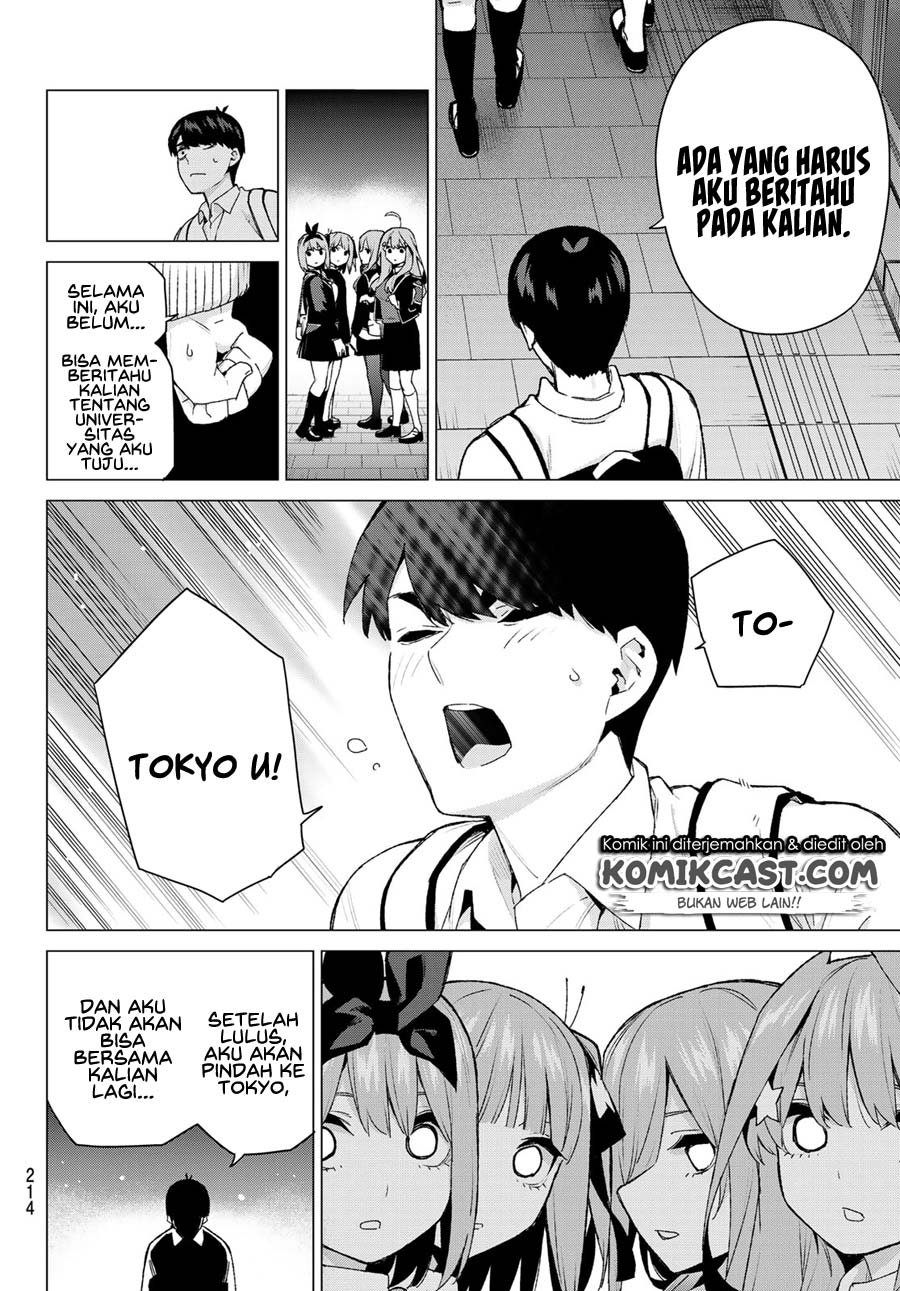 ADA YANG HARUS
AKU BERITAHU
PADA KALIAN.
SELAMA
INI, AKU
BELUM...
BISA MEM-
BERITAHU
KALIAN
TENTANG
UNIVER-
SITAS
YANG AKU
TUJU...
TO-
TOKYO U!
Komik ini diterjemahkan & diedit oleh
KOMIKCAST.COM
BUKAN WEB LAIN!!
SETELAH
LULUS,
AKU AKAN
PINDAH KE
TOKYO,
DAN AKU
TIDAK AKAN
BISA
BERSAMA
KALIAN
LAGI...
214